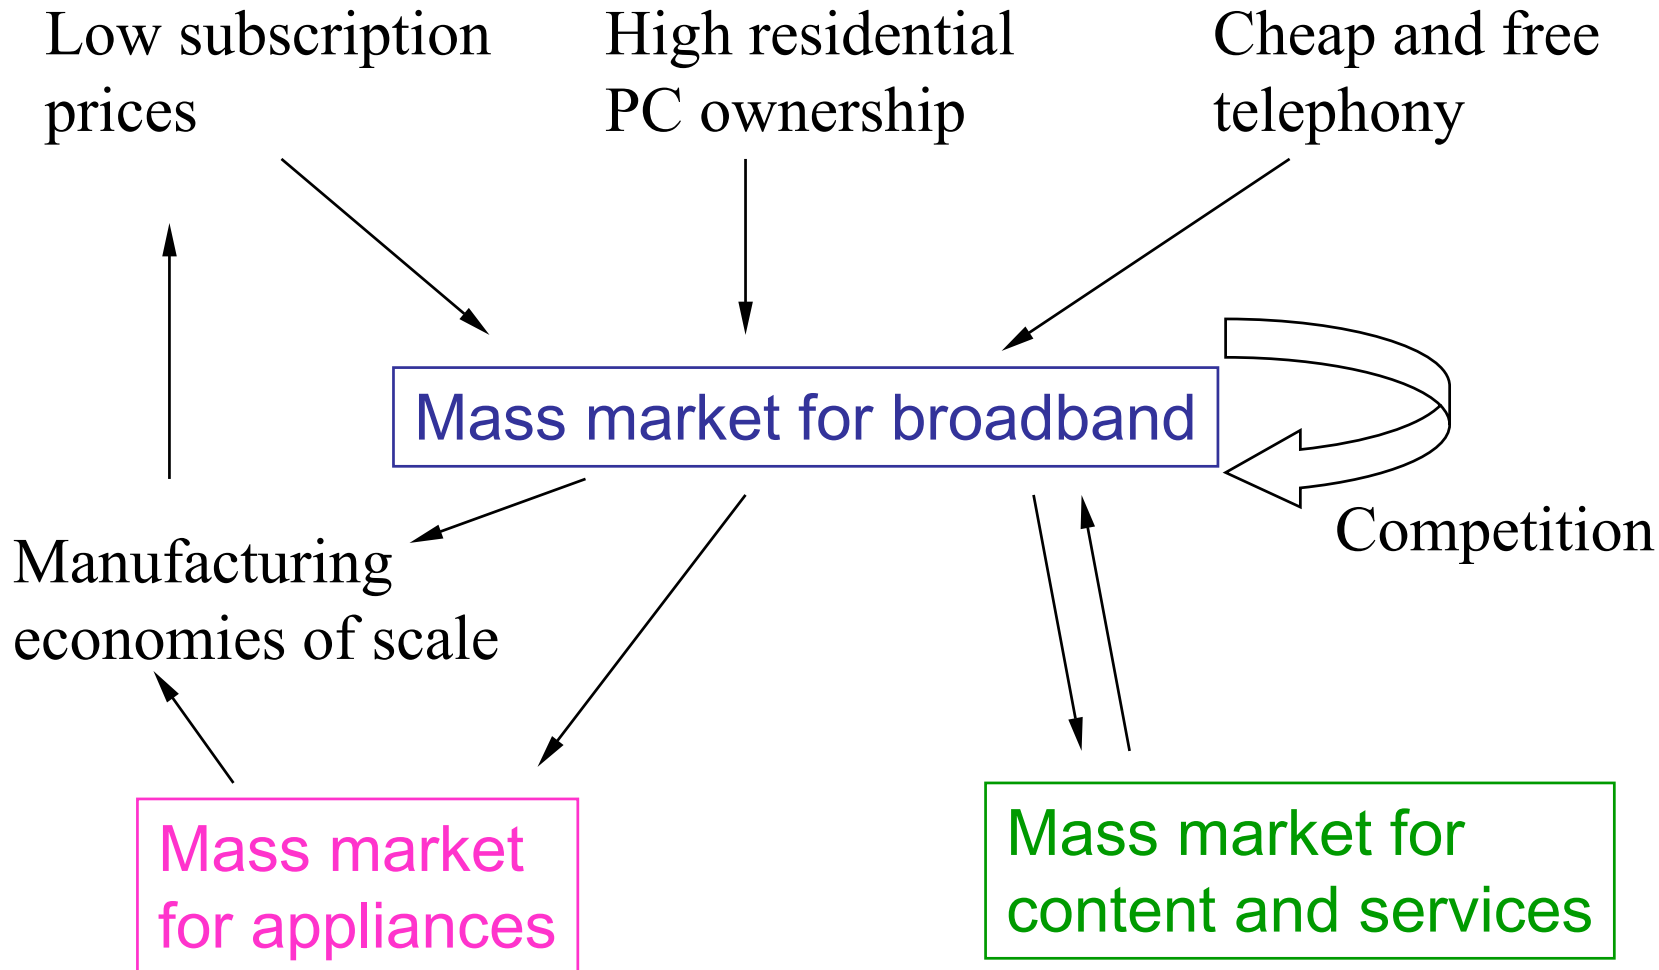 Low subscription
prices
High residential
PC ownership
Cheap and free
telephony
Mass market for broadband
Competition
Manufacturing
economies of scale
Mass market
for appliances
Mass market for
content and services